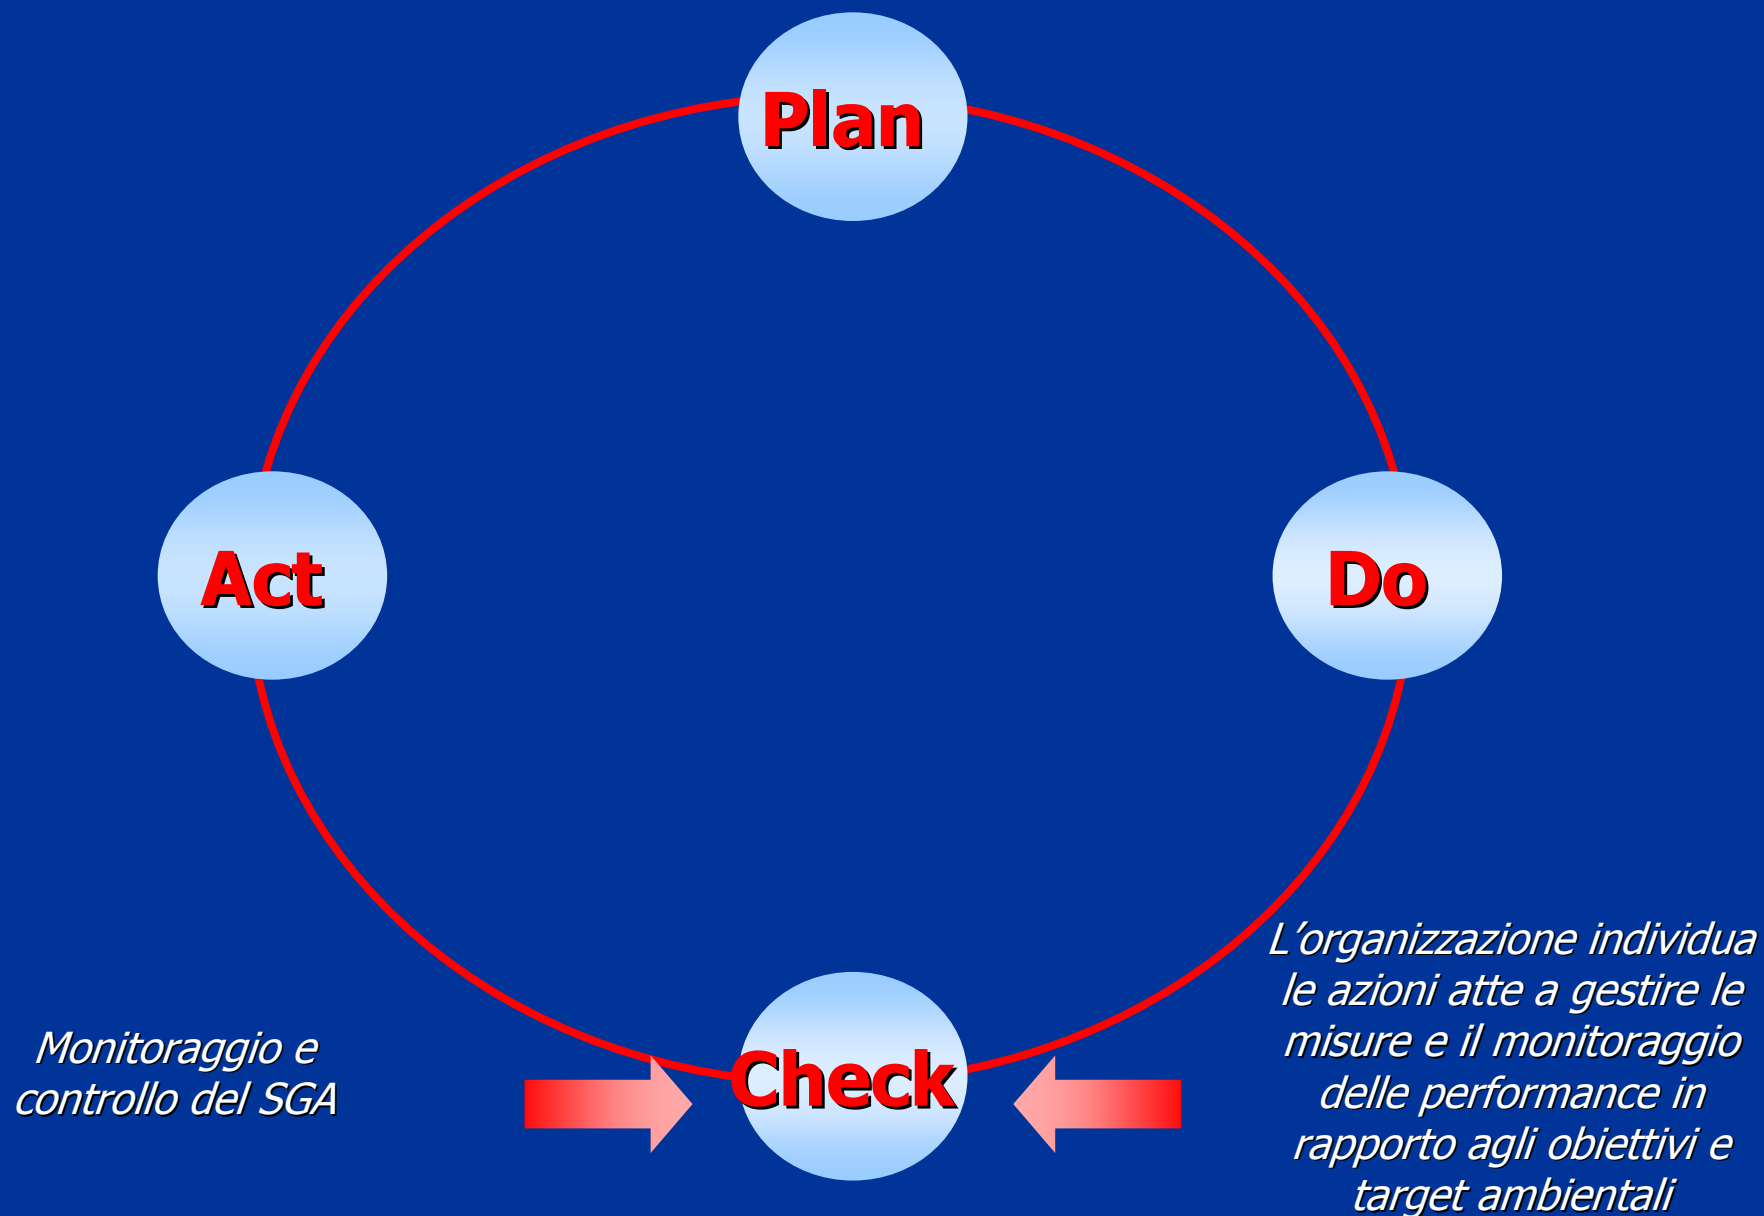 Plan
Act
Do
Check
Monitoraggio e
controllo del SGA
L’organizzazione individua
le azioni atte a gestire le
misure e il monitoraggio
delle performance in
rapporto agli obiettivi e
target ambientali